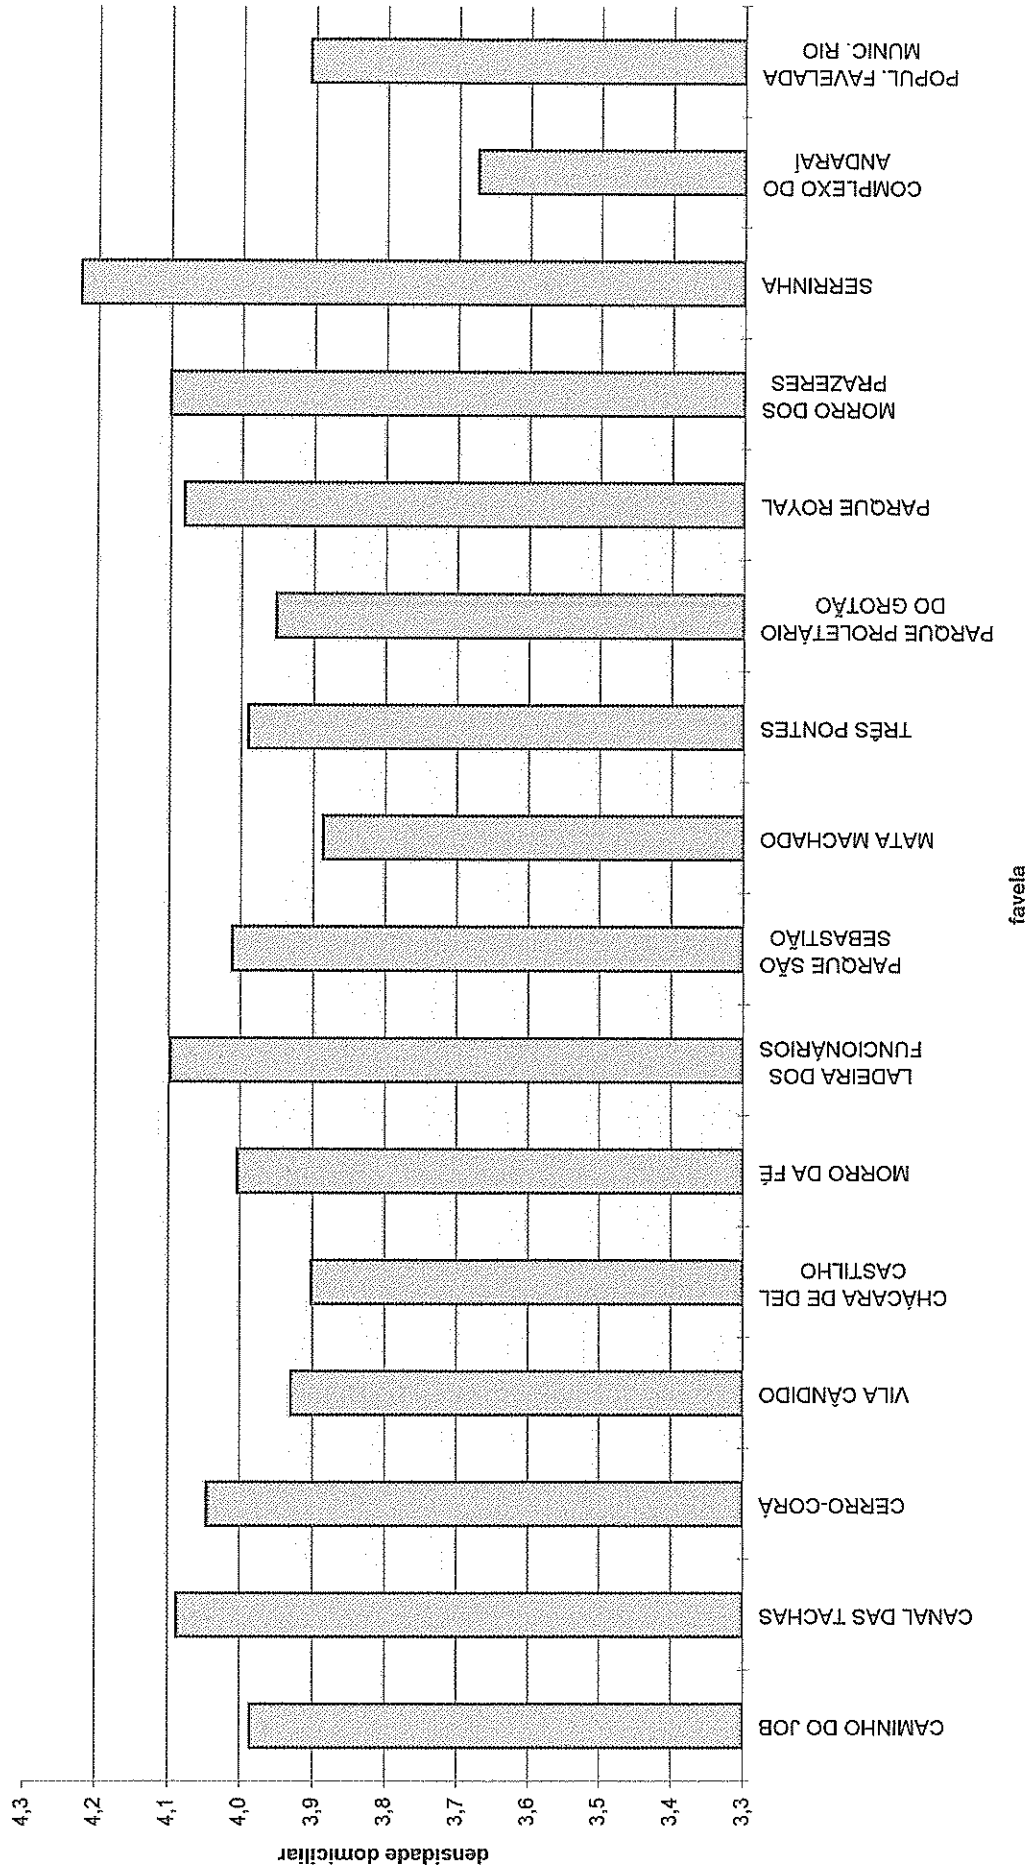 densidade domiciliar
4,3
4,2
4,1
4,0
3,9
3,8
3,7
3,6
3,5
3,4
3,3
CAMINHO DO JOB
CANAL DAS TACHAS
CERRO-CORÁ
VILA CÂNDIDO
CHÁCARA DE DEL
CASTILHO
MORRO DA FÉ
LADEIRA DOS
FUNCIONÁRIOS
PARQUE SÃO
SEBASTIÃO
MATA MACHADO
TRÊS PONTES
PARQUE PROLETÁRIO
DO GROTÃO
PARQUE ROYAL
MORRO DOS
PRAZERES
SERRINHA
COMPLEXO DO
ANDARAÍ
POPUL. FAVELADA
MUNIC. RIO
favela